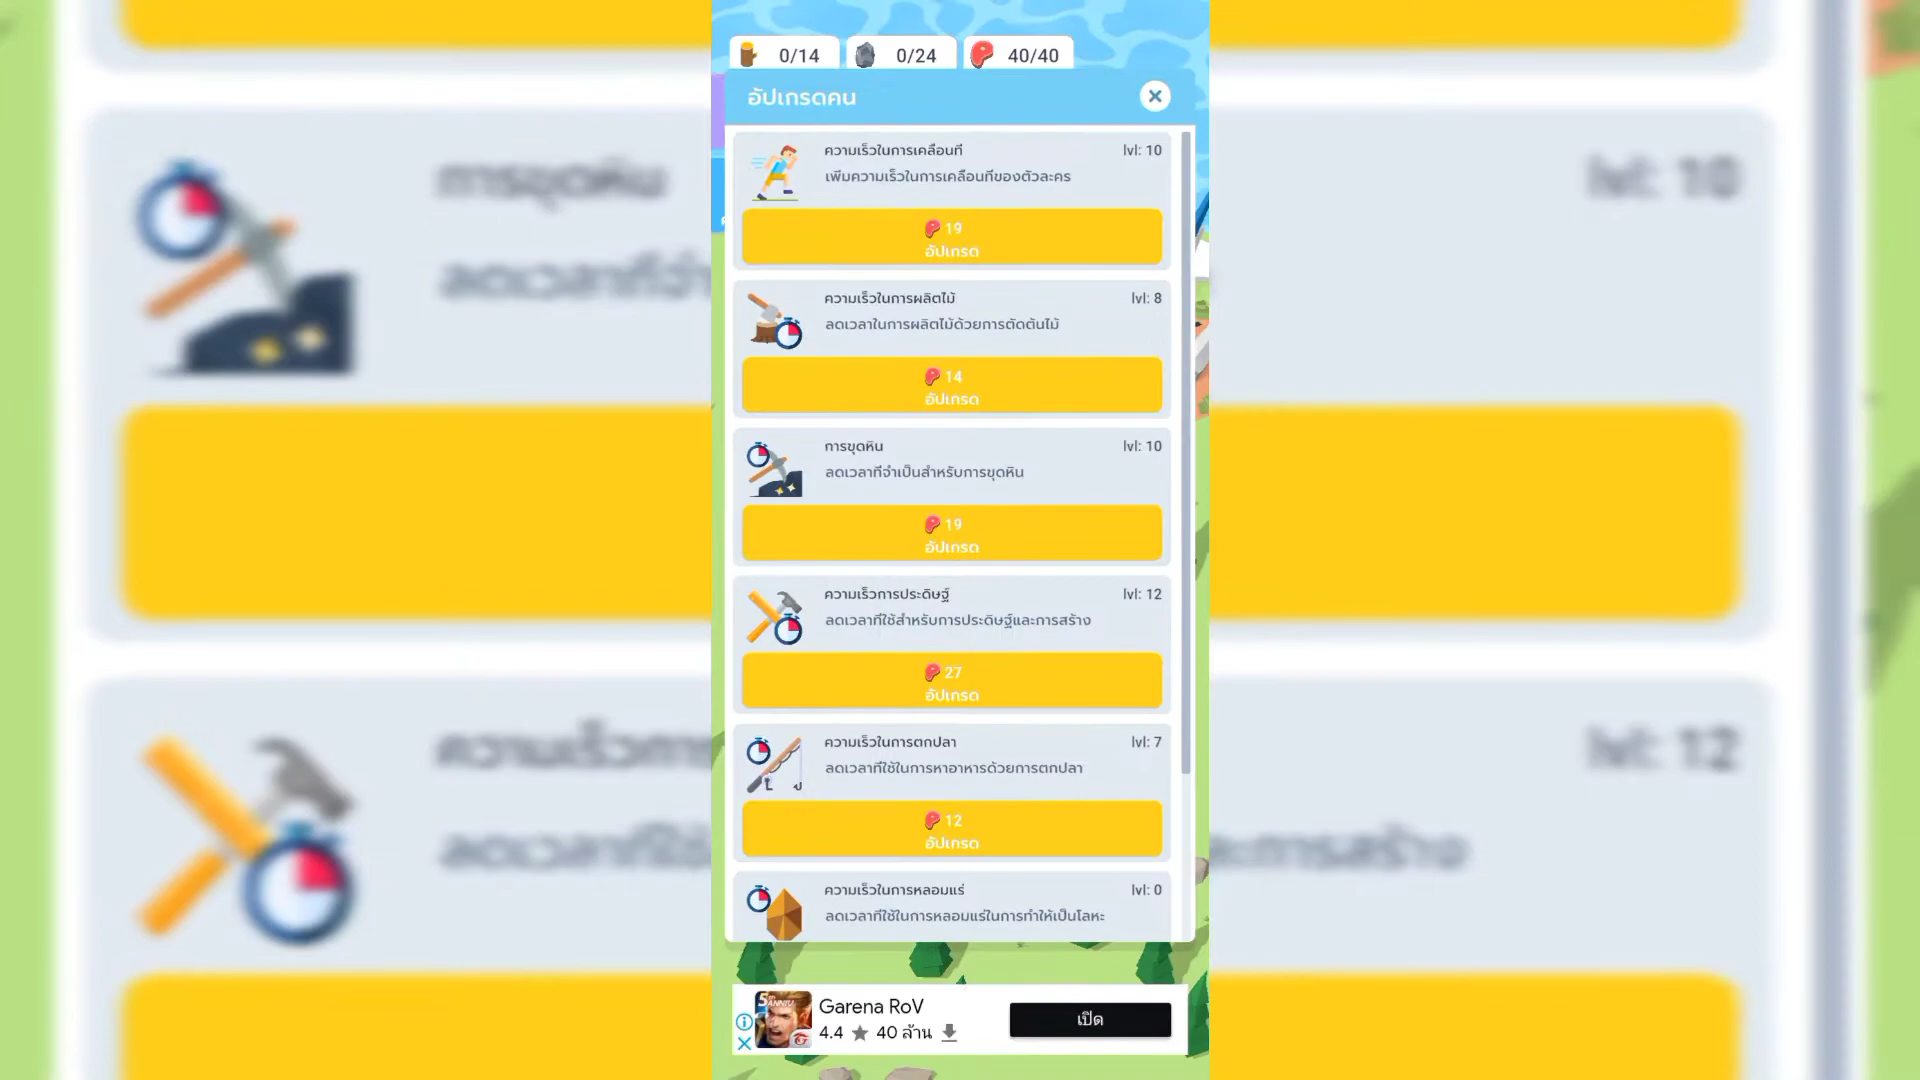 0/14
0/24
40/40
อัปเกรดคน
ความเร็วในการเคลื่อนที่
lvl: 10
เพิ่มความเร็วในการเคลื่อนที่ของตัวละคร
19
อัปเกรด
ความเร็วในการผลิตไม้
lvl: 8
ลดเวลาในการผลิตไม้ด้วยการตัดต้นไม้
14
อัปเกรด
การขุดหิน
lvl: 10
ลดเวลาที่จำเป็นสำหรับการขุดหิน
19
อัปเกรด
ความเร็วการประดิษฐ์
lvl: 12
ลดเวลาที่ใช้สำหรับการประดิษฐ์และการสร้าง
27
อัปเกรด
ความเร็วในการตกปลา
lvl: 7
ลดเวลาที่ใช้ในการหาอาหารด้วยการตกปลา
12
อัปเกรด
ความเร็วในการหลอมแร่
lvl: 0
ลดเวลาที่ใช้ในการหลอมแร่ในการทำให้เป็นโลหะ
Garena RoV
4.4 ★ 40 ล้าน
เปิด
การขุดหิน
lvl: 10
lvl: 12